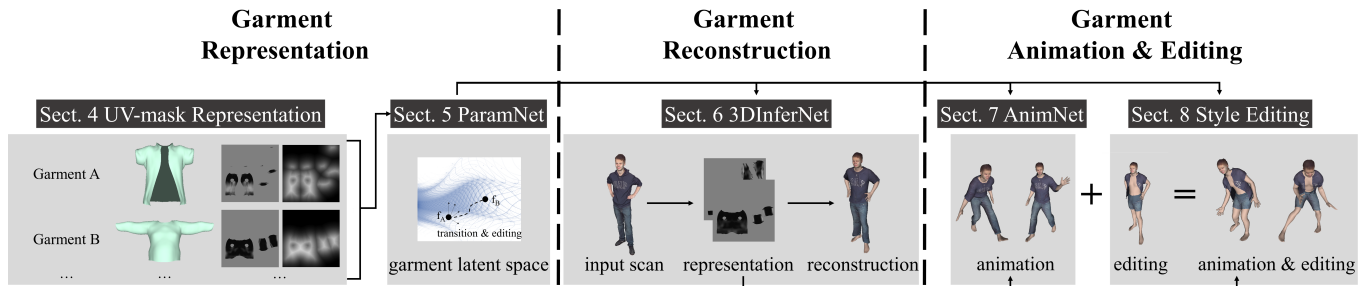 Garment
Representation
Garment
Reconstruction
Garment
Animation & Editing
Sect. 4 UV-mask Representation
Sect. 5 ParamNet
Sect. 6 3DInferNet
Sect. 7 AnimNet
Sect. 8 Style Editing
Garment A
Garment B
... ... ...
f_A
f_B
transition & editing
garment latent space
input scan
representation
reconstruction
animation
+
editing
=
animation & editing